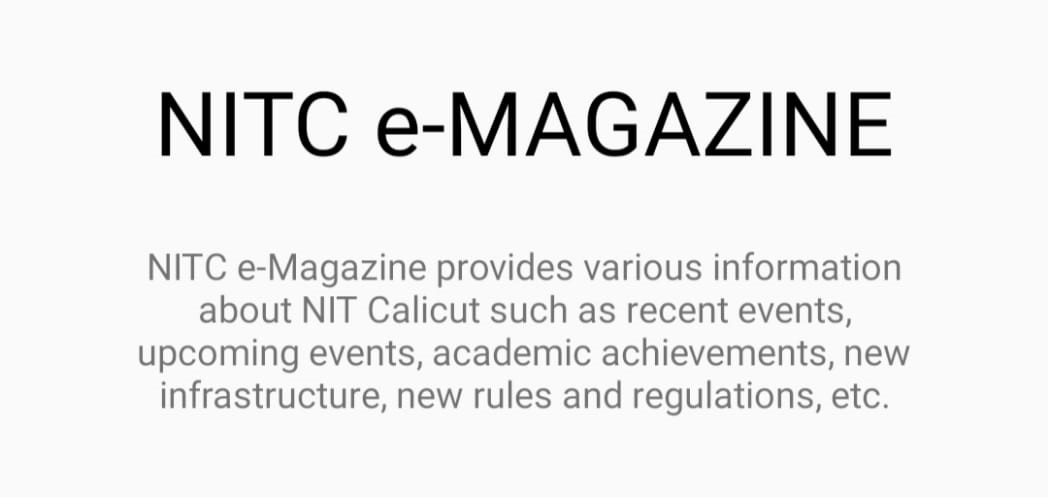 NITC e-MAGAZINE
NITC e-Magazine provides various information
about NIT Calicut such as recent events,
upcoming events, academic achievements, new
infrastructure, new rules and regulations, etc.